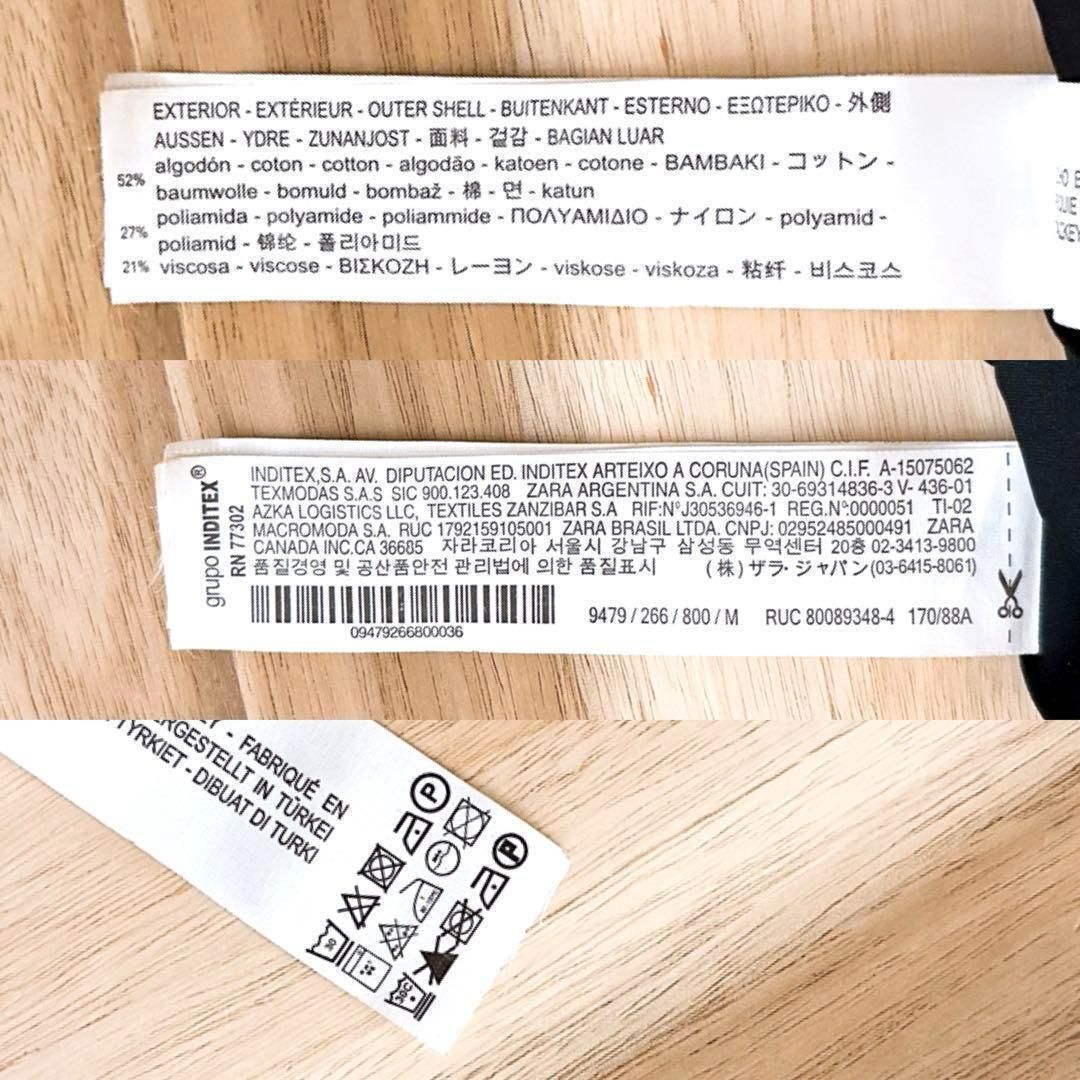 EXTERIOR - EXTÉRIEUR - OUTER SHELL - BUITENKANT - ESTERNO - ΕΞΩΤΕΡΙΚΟ - 外側
AUSSEN - YDRE - ZUNANJOST - 面料 - 겉감 - BAGIAN LUAR
52% algodón - coton - cotton - algodão - katoen - cotone - BAMBAKI - コットン -
baumwolle - bomuld - bombaž - 棉 - 면 - katun
27% poliamida - polyamide - poliammide - ΠΟΛΥΑΜΙΔΙΟ - ナイロン - polyamid -
poliamid - 锦纶 - 폴리아미드
21% viscosa - viscose - ΒΙΣΚΟΖΗ - レーヨン - viskose - viskoza - 粘纤 - 비스코스
grupo INDITEX®
RN 77302
INDITEX,S.A. AV. DIPUTACION ED. INDITEX ARTEIXO A CORUNA(SPAIN) C.I.F. A-15075062
TEXMODAS S.A.S SIC 900.123.408 ZARA ARGENTINA S.A. CUIT: 30-69314836-3 V- 436-01
AZKA LOGISTICS LLC, TEXTILES ZANZIBAR S.A RIF:Nº J30536946-1 REG.Nº:0000051 TI-02
MACROMODA S.A. RUC 1792159105001 ZARA BRASIL LTDA. CNPJ: 02952485000491 ZARA
CANADA INC.CA 36685 자라코리아 서울시 강남구 삼성동 무역센터 20층 02-3413-9800
품질경영 및 공산품안전 관리법에 의한 품질표시 (株) ザラ・ジャパン(03-6415-8061)
09479266800036
9479 / 266 / 800 / M RUC 80089348-4 170/88A
- FABRIQUÉ EN
ERGESTELLT IN TÜRKEI
TYRKIET - DIBUAT DI TURKI
P
P
30
30C